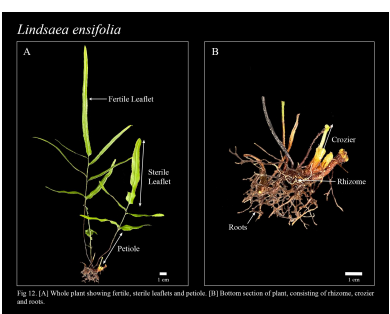 Lindsaea ensifolia
A
Fertile Leaflet
Sterile
Leaflet
Petiole
1 cm
B
Crozier
Rhizome
Roots
1 cm
Fig 12. [A] Whole plant showing fertile, sterile leaflets and petiole. [B] Bottom section of plant, consisting of rhizome, crozier
and roots.